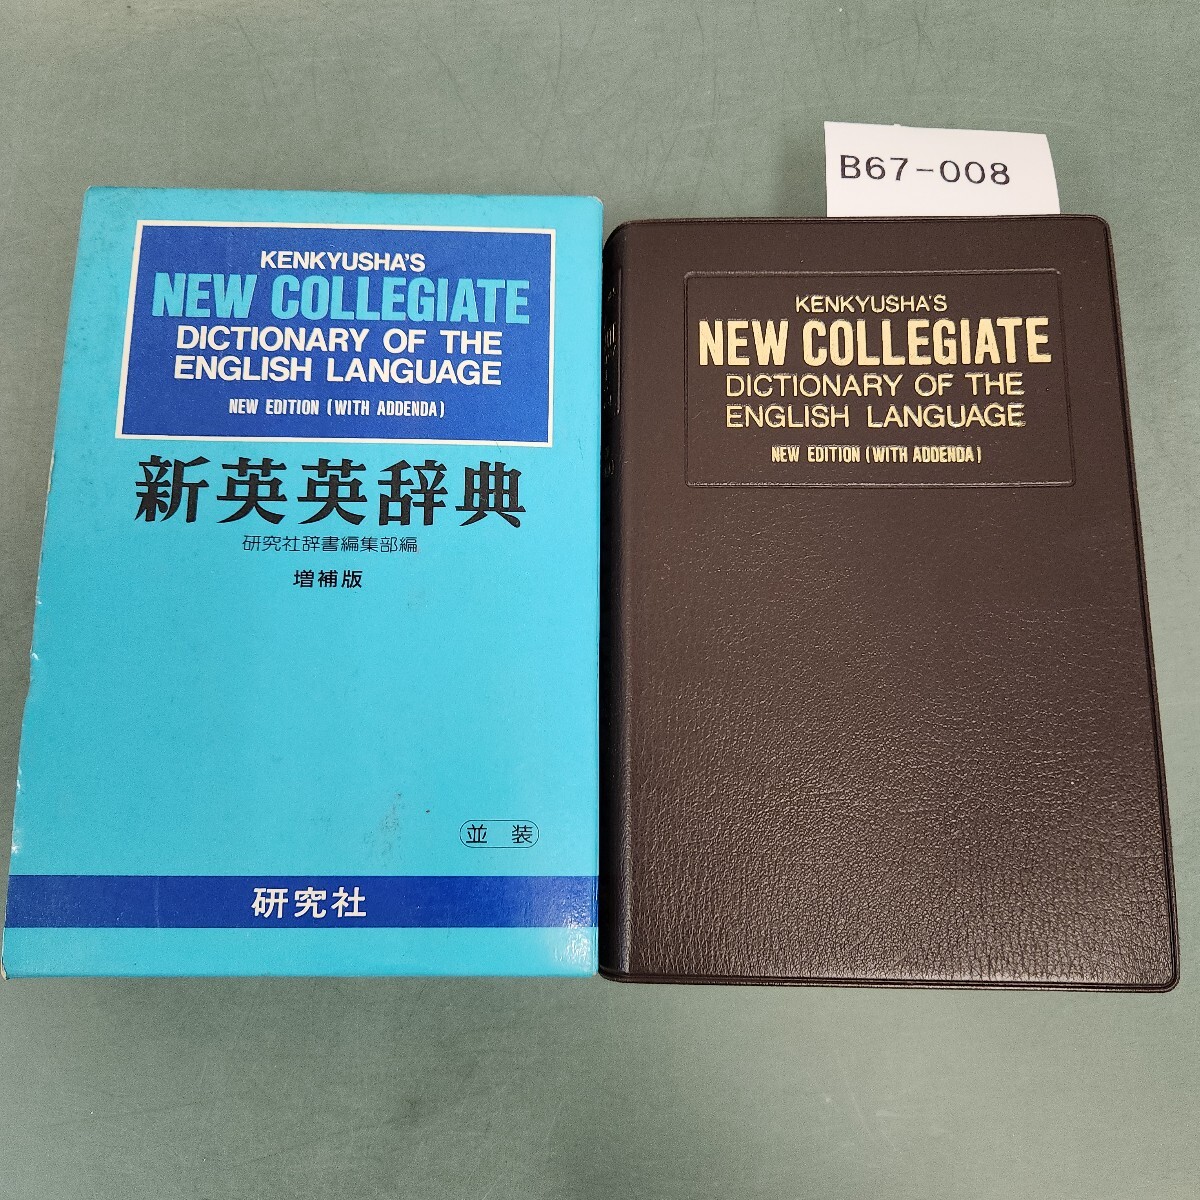 B67-008
KENKYUSHA'S
NEW COLLEGIATE
DICTIONARY OF THE
ENGLISH LANGUAGE
NEW EDITION (WITH ADDENDA)
新英英辞典
研究社辞書編集部編
増補版
並装
研究社
KENKYUSHA'S
NEW COLLEGIATE
DICTIONARY OF THE
ENGLISH LANGUAGE
NEW EDITION (WITH ADDENDA)